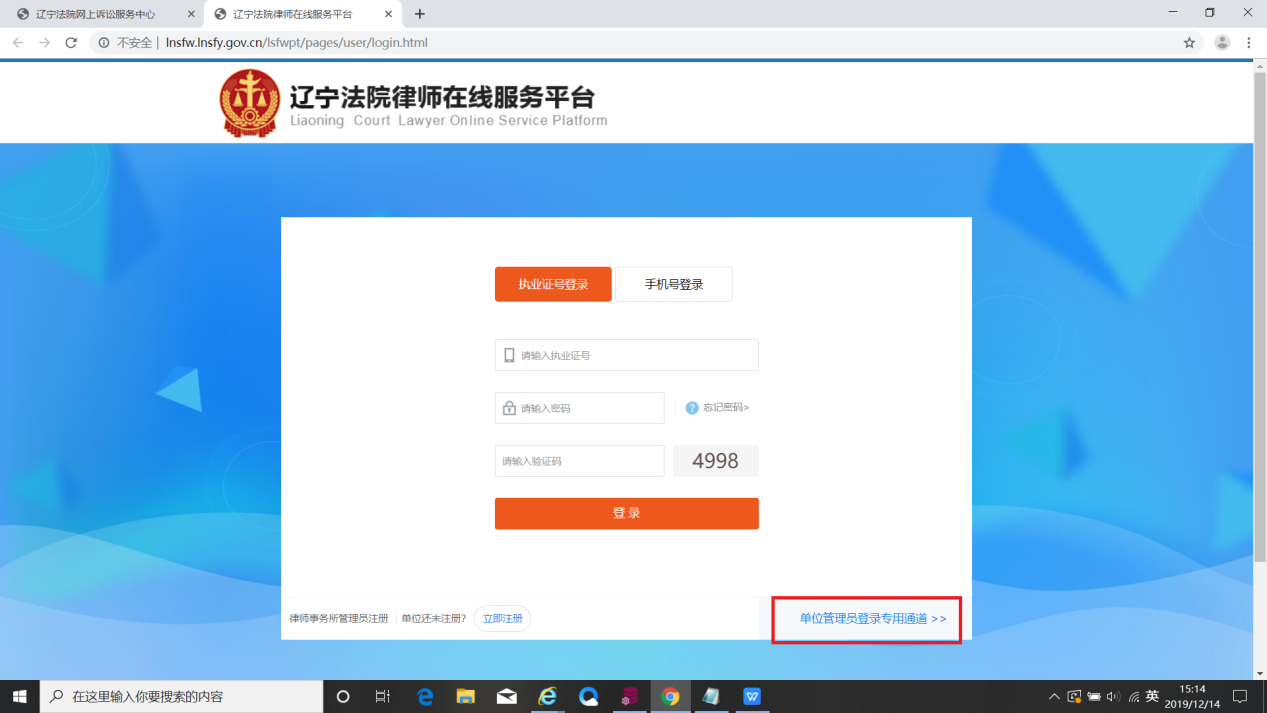 辽宁法院网上诉讼服务中心
辽宁法院律师在线服务平台
不安全 | lnsfw.lnsfy.gov.cn/lsfwpt/pages/user/login.html
辽宁法院律师在线服务平台
Liaoning Court Lawyer Online Service Platform
执业证号登录 手机号登录
请输入执业证号
请输入密码 ? 忘记密码>
请输入验证码 4998
登 录
律师事务所管理员注册 单位还未注册? 立即注册 单位管理员登录专用通道 >>
在这里输入你要搜索的内容
英
15:14
2019/12/14